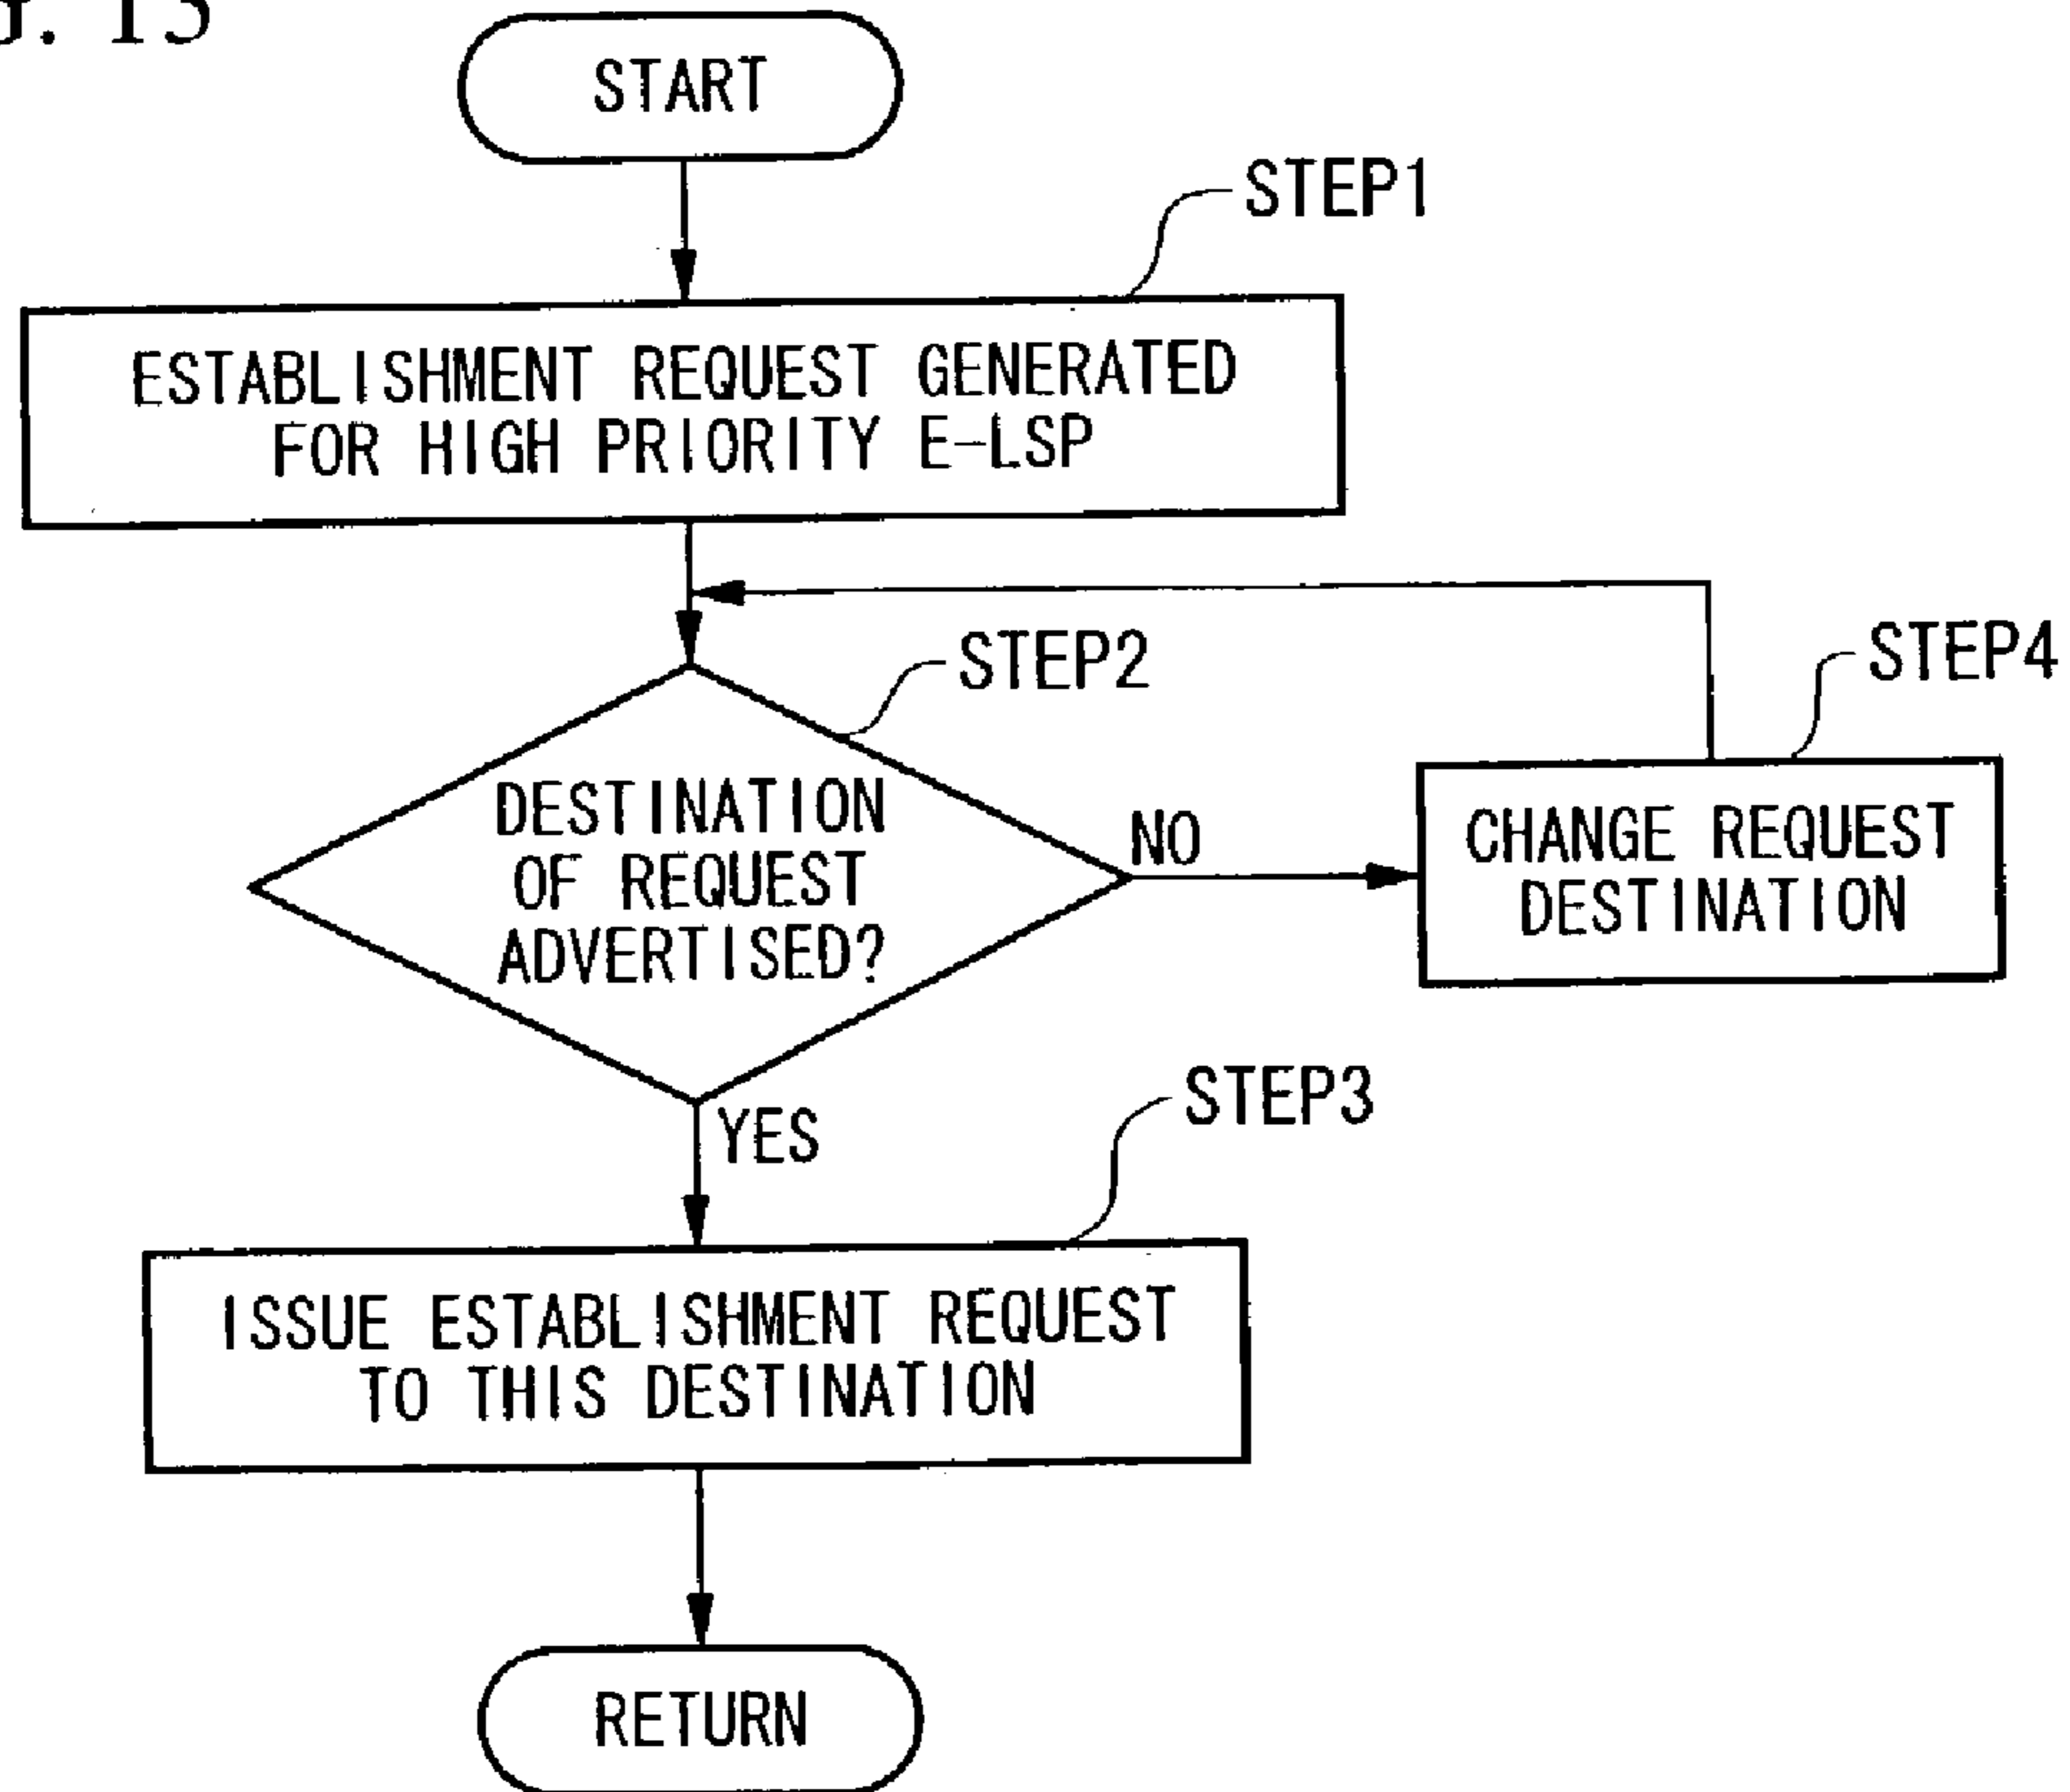 . 15
START
STEP1
ESTABLISHMENT REQUEST GENERATED
FOR HIGH PRIORITY E-LSP
STEP2
STEP4
DESTINATION
OF REQUEST
ADVERTISED?
NO
CHANGE REQUEST
DESTINATION
YES
STEP3
ISSUE ESTABLISHMENT REQUEST
TO THIS DESTINATION
RETURN